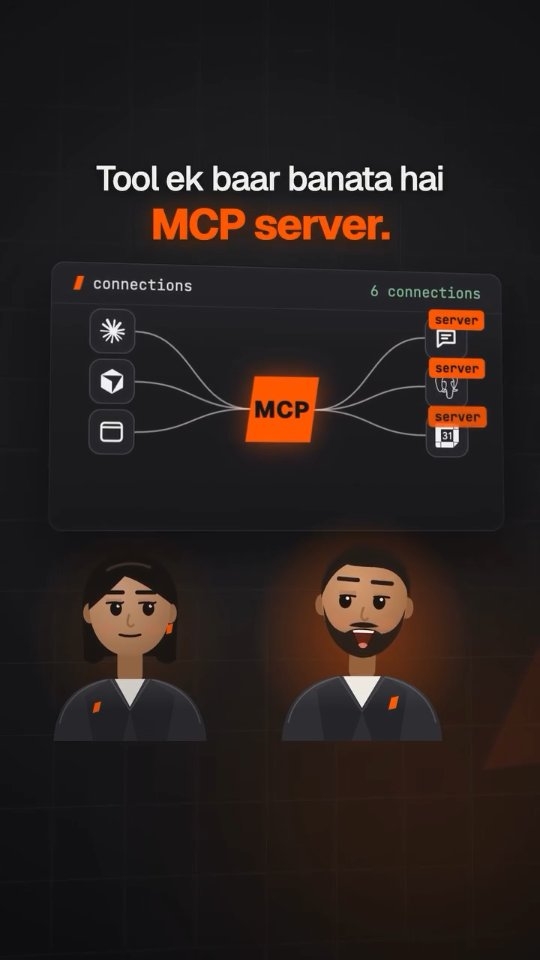 Tool ek baar banata hai
MCP server.
connections
6 connections
server
server
MCP
server
31